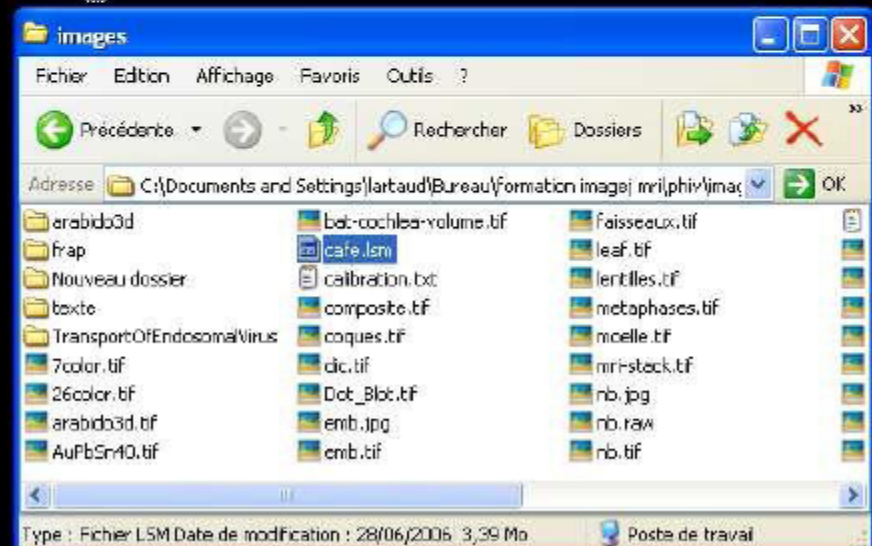 images
Fichier Edition Affichage Favoris Outils ?
Précédente Rechercher Dossiers »
Adresse C:\Documents and Settings\lartaud\Bureau\formation imagej mri\phiv\imag OK
arabido3d bat-cochlea-volume.tif faisseaux.tif
frap cafe.lsm leaf.tif
Nouveau dossier calibration.txt lentilles.tif
texte composite.tif metaphases.tif
TransportOfEndosomalVirus coques.tif moelle.tif
7color.tif dic.tif mri-stack.tif
26color.tif Dot_Blot.tif nb.jpg
arabido3d.tif emb.jpg nb.raw
AuPbSn40.tif emb.tif nb.tif
Type : Fichier LSM Date de modification : 28/06/2006 3,39 Mo Poste de travail